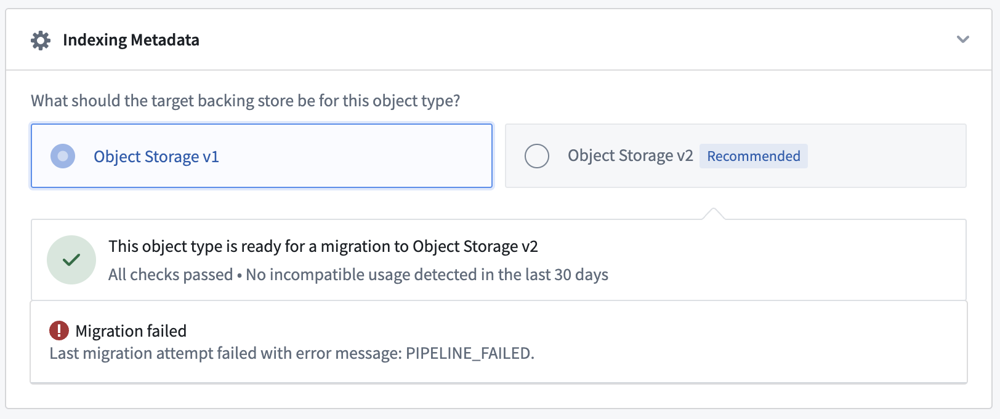 Indexing Metadata
What should the target backing store be for this object type?
Object Storage v1
Object Storage v2 Recommended
This object type is ready for a migration to Object Storage v2
All checks passed • No incompatible usage detected in the last 30 days
Migration failed
Last migration attempt failed with error message: PIPELINE_FAILED.